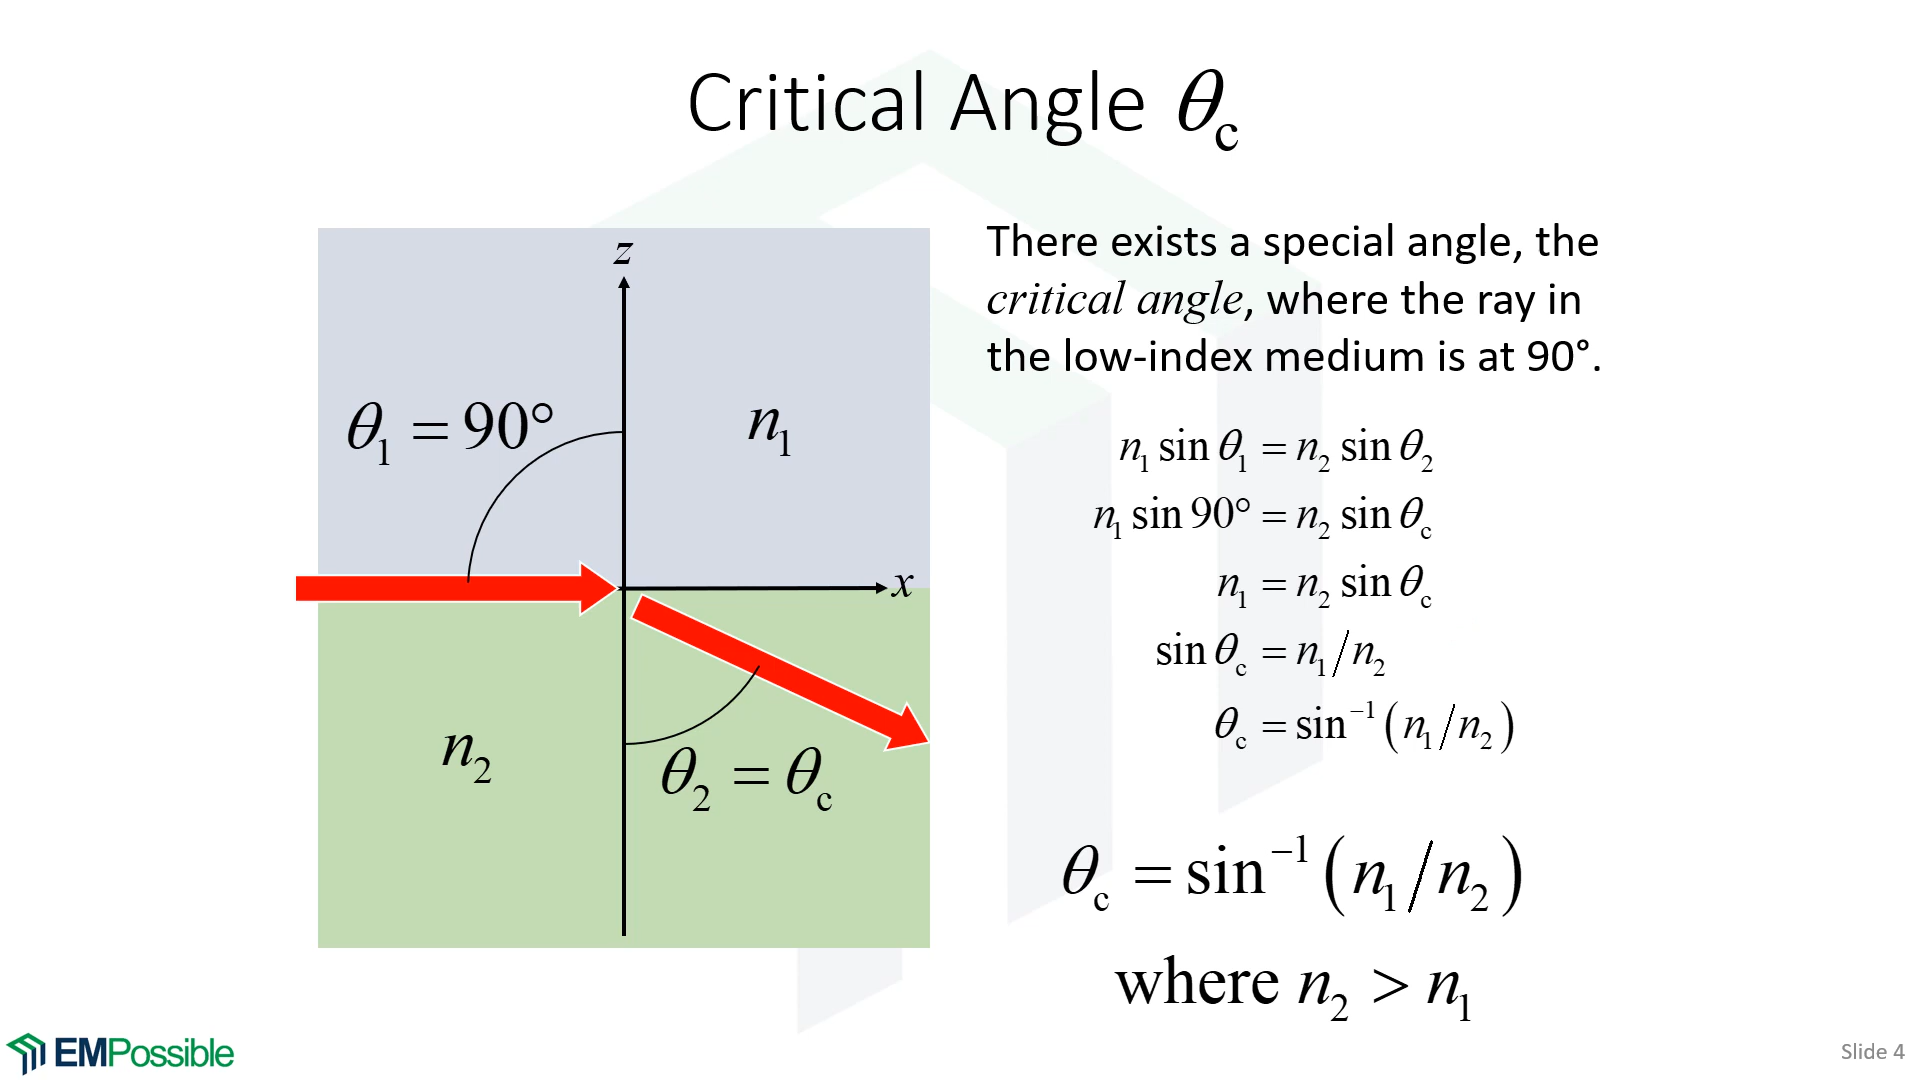 Critical Angle θc
z
θ₁ = 90°
n₁
x
n₂
θ₂ = θc
There exists a special angle, the
critical angle, where the ray in
the low-index medium is at 90°.
n₁ sin θ₁ = n₂ sin θ₂
n₁ sin 90° = n₂ sin θc
n₁ = n₂ sin θc
sin θc = n₁/n₂
θc = sin⁻¹(n₁/n₂)
θc = sin⁻¹(n₁/n₂)
where n₂ > n₁
EMPossible
Slide 4